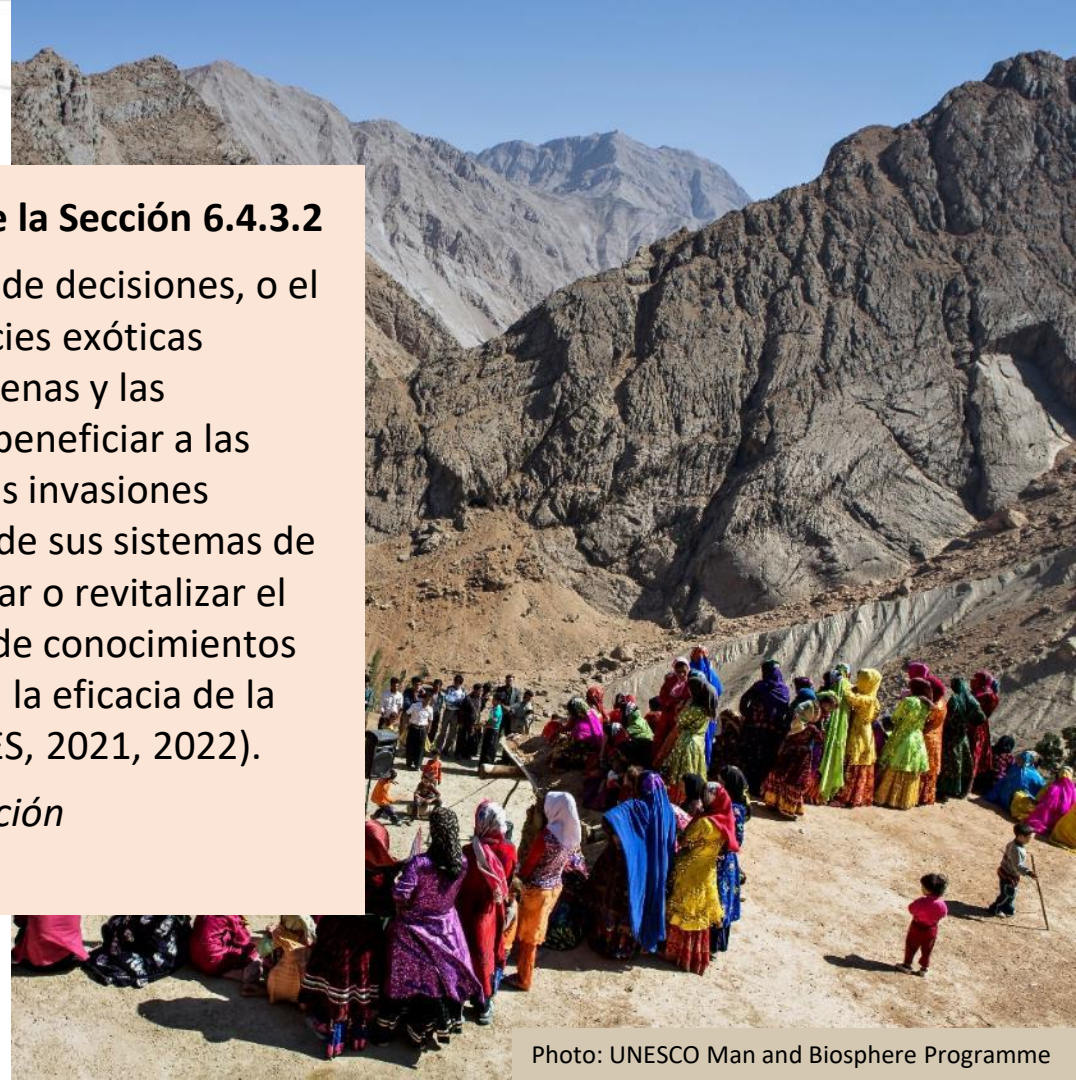 e la Sección 6.4.3.2
de decisiones, o el
cies exóticas
enas y las
beneficiar a las
s invasiones
de sus sistemas de
ar o revitalizar el
de conocimientos
la eficacia de la
ES, 2021, 2022).
ción
Photo: UNESCO Man and Biosphere Programme